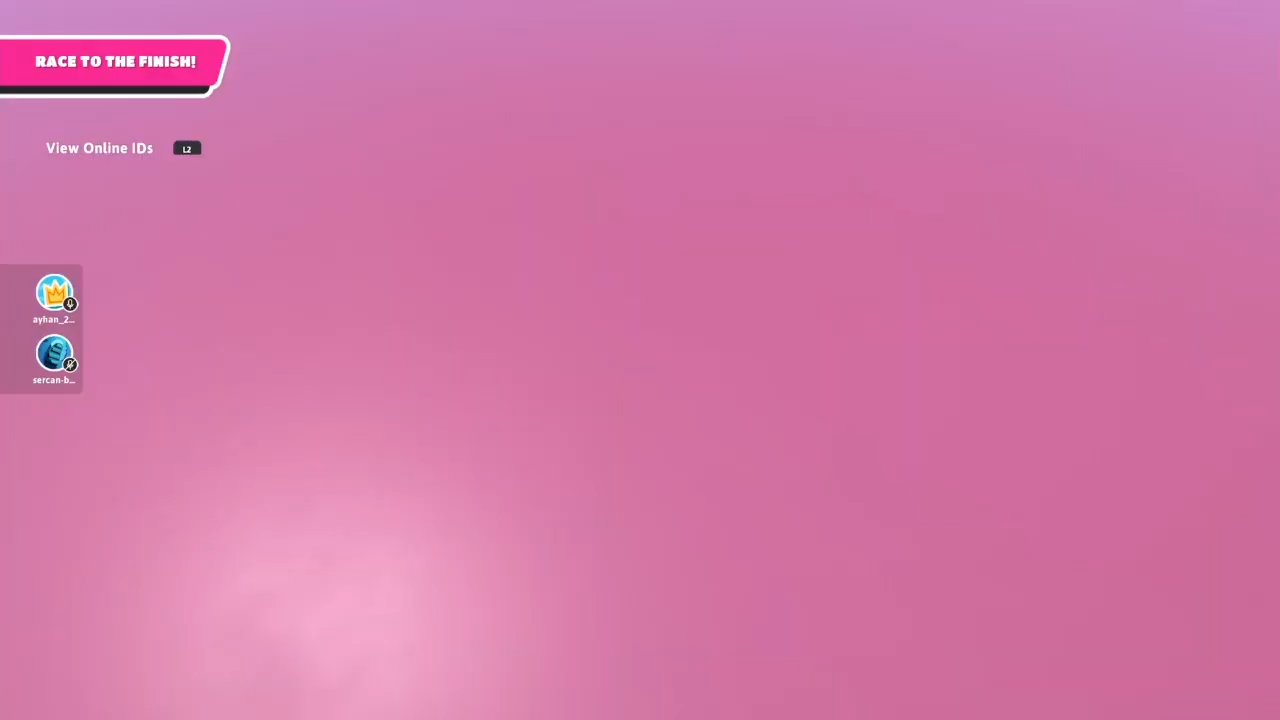 RACE TO THE FINISH!
View Online IDs L2
ayhan_2...
sercan-b...